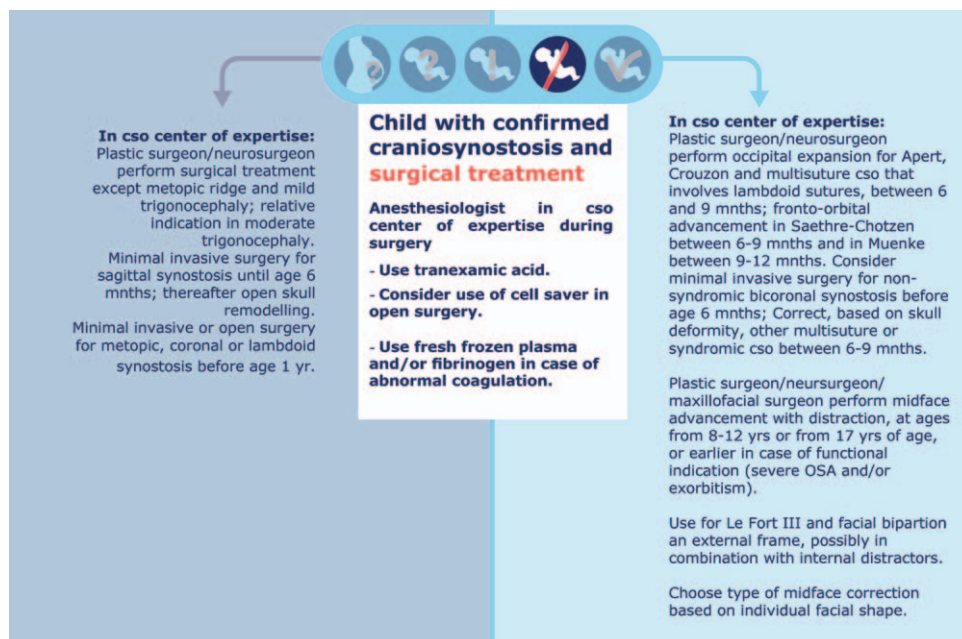 In cso center of expertise:
Plastic surgeon/neurosurgeon
perform surgical treatment
except metopic ridge and mild
trigonocephaly; relative
indication in moderate
trigonocephaly.
Minimal invasive surgery for
sagittal synostosis until age 6
mnths; thereafter open skull
remodelling.
Minimal invasive or open surgery
for metopic, coronal or lambdoid
synostosis before age 1 yr.
Child with confirmed
craniosynostosis and
surgical treatment
Anesthesiologist in cso
center of expertise during
surgery
- Use tranexamic acid.
- Consider use of cell saver in
open surgery.
- Use fresh frozen plasma
and/or fibrinogen in case of
abnormal coagulation.
In cso center of expertise:
Plastic surgeon/neurosurgeon
perform occipital expansion for Apert,
Crouzon and multisuture cso that
involves lambdoid sutures, between 6
and 9 mnths; fronto-orbital
advancement in Saethre-Chotzen
between 6-9 mnths and in Muenke
between 9-12 mnths. Consider
minimal invasive surgery for non-
syndromic bicoronal synostosis before
age 6 mnths; Correct, based on skull
deformity, other multisuture or
syndromic cso between 6-9 mnths.
Plastic surgeon/neursurgeon/
maxillofacial surgeon perform midface
advancement with distraction, at ages
from 8-12 yrs or from 17 yrs of age,
or earlier in case of functional
indication (severe OSA and/or
exorbitism).
Use for Le Fort III and facial bipartion
an external frame, possibly in
combination with internal distractors.
Choose type of midface correction
based on individual facial shape.